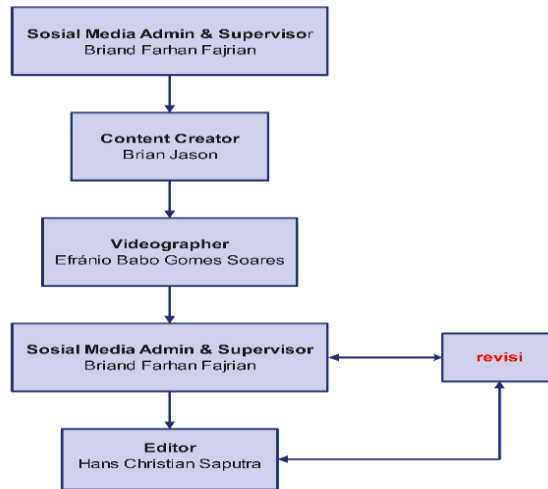 Sosial Media Admin & Supervisor
Briand Farhan Fajrian
Content Creator
Brian Jason
Videographer
Efránio Babo Gomes Soares
Sosial Media Admin & Supervisor
Briand Farhan Fajrian
revisi
Editor
Hans Christian Saputra